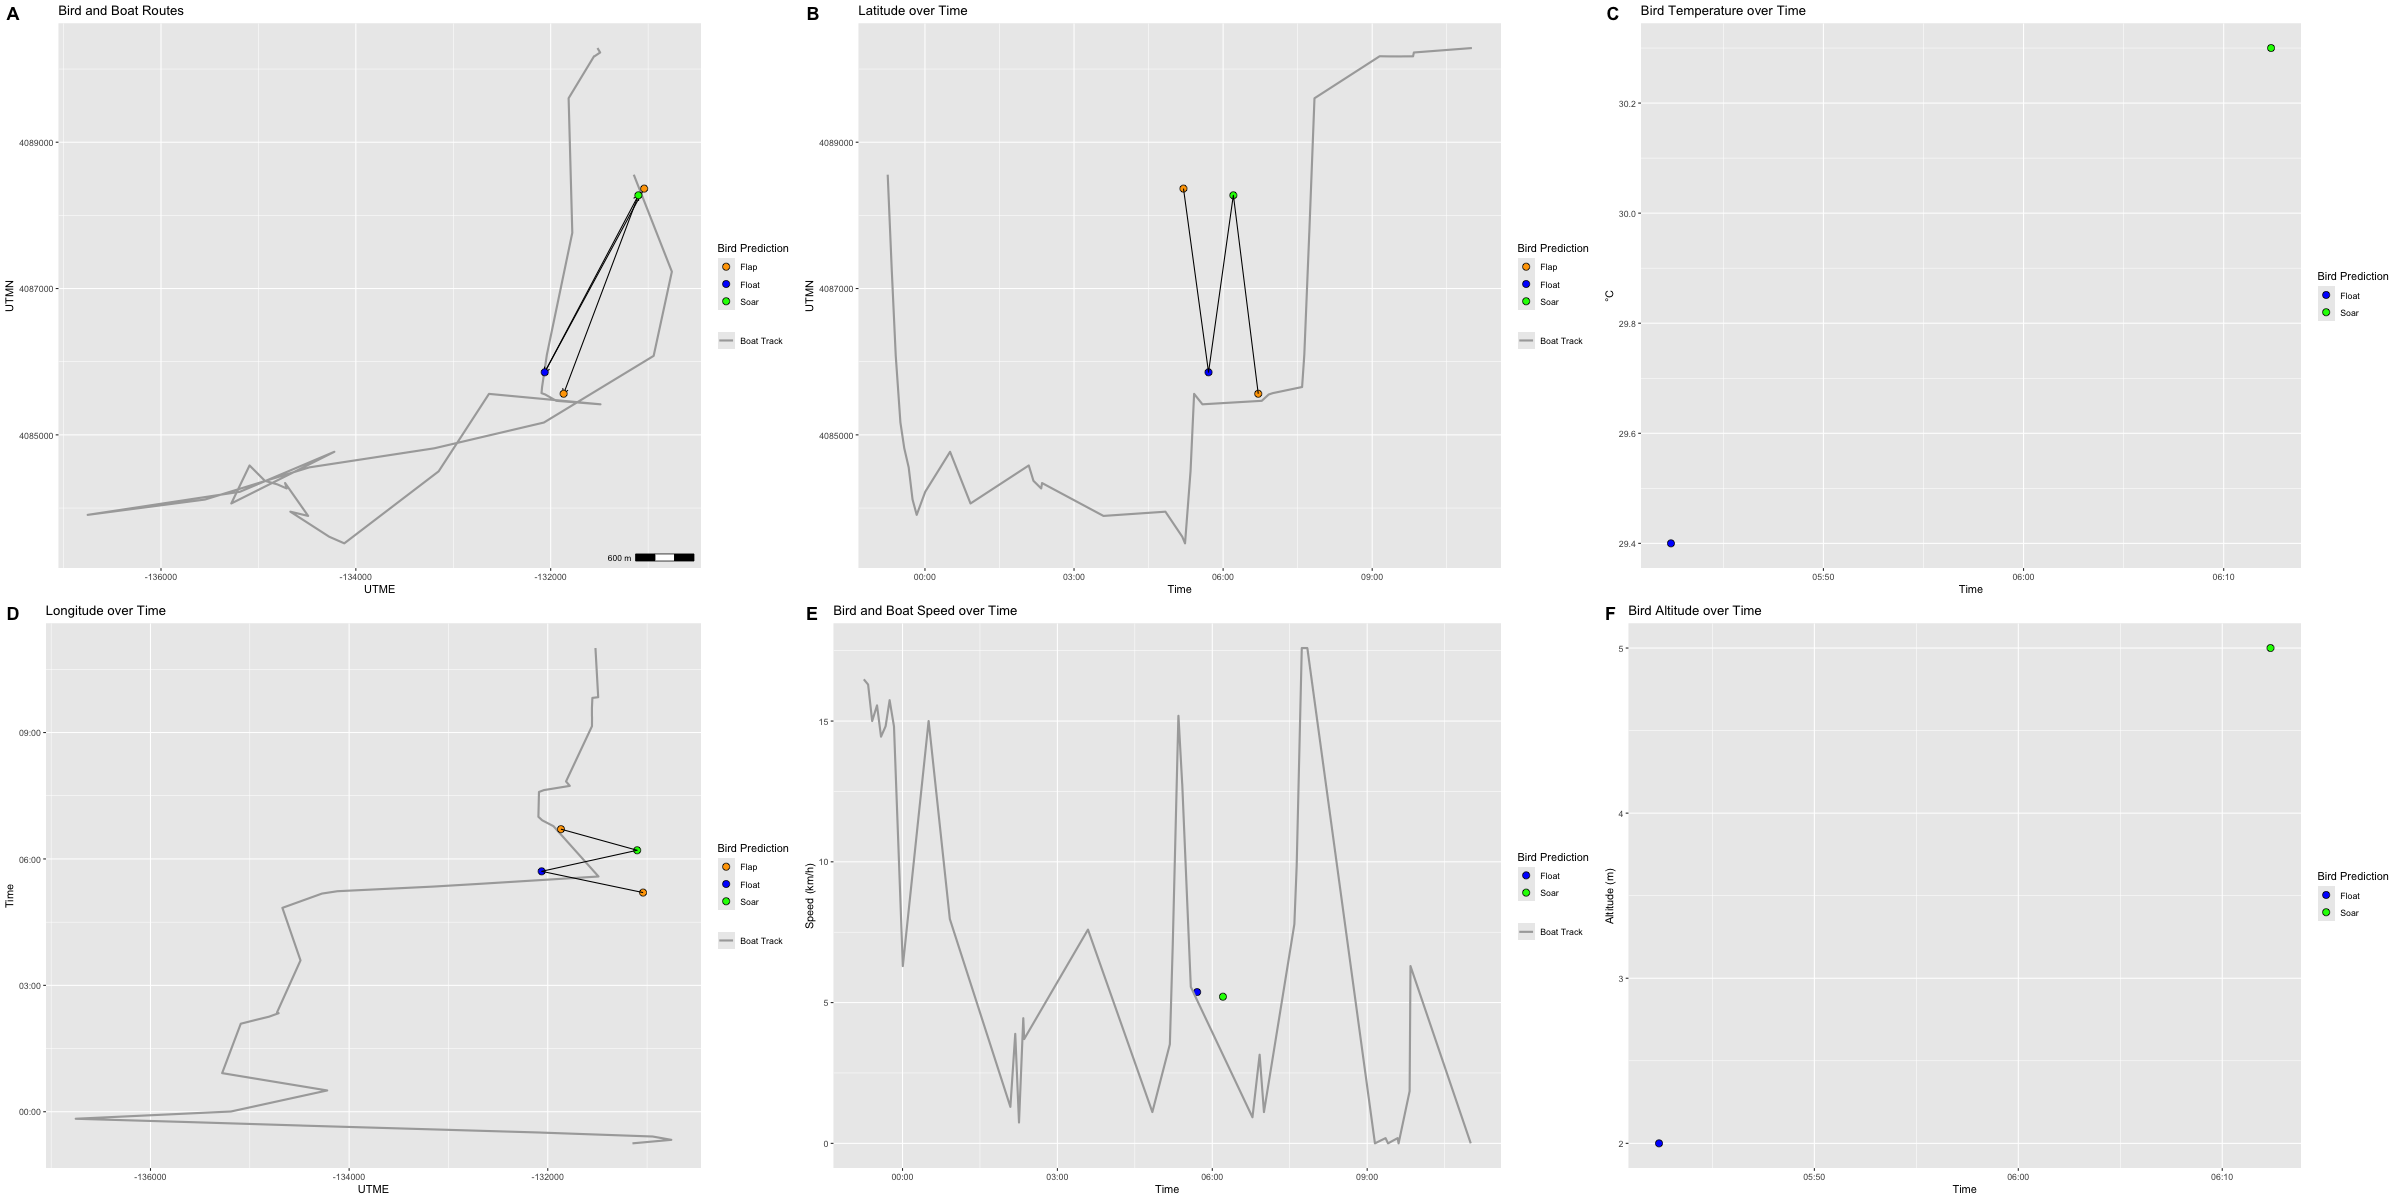 A Bird and Boat Routes
4089000
4087000
4085000
UTMN
-136000 -134000 -132000
UTME
600 m
Bird Prediction
Flap
Float
Soar
Boat Track
B Latitude over Time
4089000
4087000
4085000
UTMN
00:00 03:00 06:00 09:00
Time
Bird Prediction
Flap
Float
Soar
Boat Track
C Bird Temperature over Time
30.2
30.0
29.8
29.6
29.4
°C
05:50 06:00 06:10
Time
Bird Prediction
Float
Soar
D Longitude over Time
09:00
06:00
03:00
00:00
Time
-136000 -134000 -132000
UTME
Bird Prediction
Flap
Float
Soar
Boat Track
E Bird and Boat Speed over Time
15
10
5
0
Speed (km/h)
00:00 03:00 06:00 09:00
Time
Bird Prediction
Float
Soar
Boat Track
F Bird Altitude over Time
5
4
3
2
Altitude (m)
05:50 06:00 06:10
Time
Bird Prediction
Float
Soar